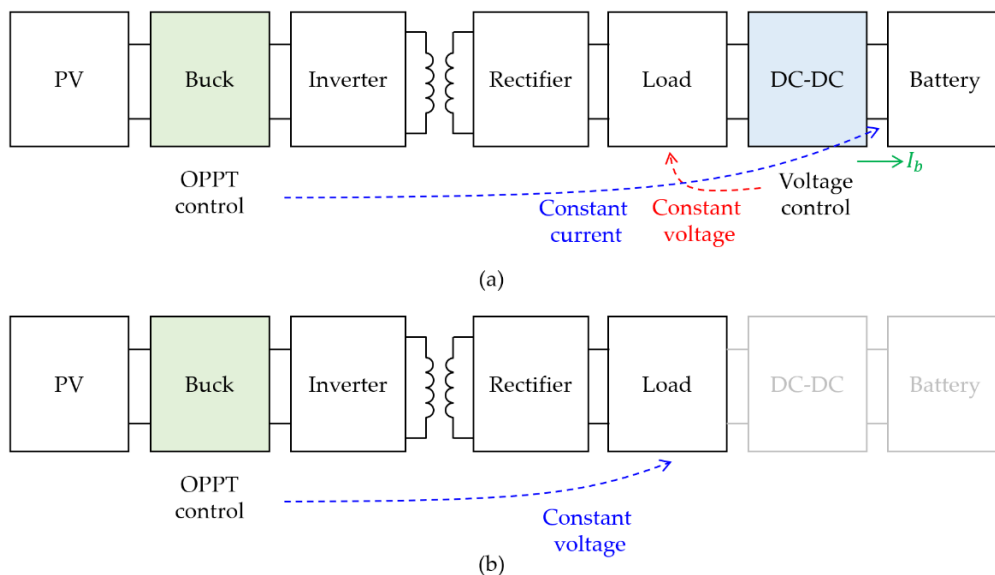 PV
Buck
Inverter
Rectifier
Load
DC-DC
Battery
I_b
OPPT
control
Constant
current
Constant
voltage
Voltage
control
(a)
PV
Buck
Inverter
Rectifier
Load
DC-DC
Battery
OPPT
control
Constant
voltage
(b)